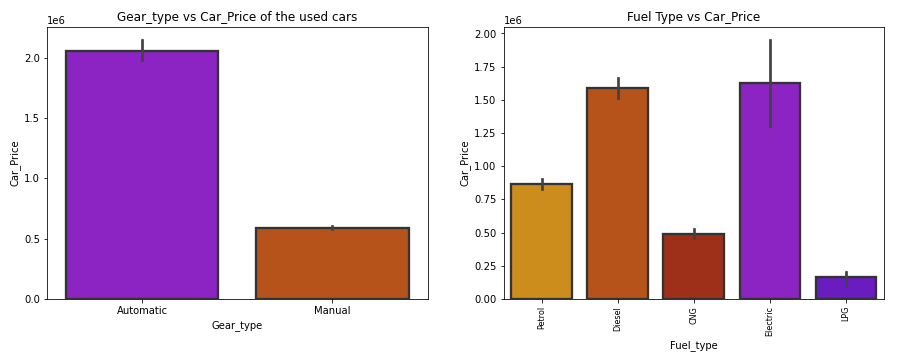 Gear_type vs Car_Price of the used cars
1e6
2.0
1.5
1.0
0.5
0.0
Car_Price
Automatic
Manual
Gear_type
Fuel Type vs Car_Price
1e6
2.00
1.75
1.50
1.25
1.00
0.75
0.50
0.25
0.00
Car_Price
Petrol
Diesel
CNG
Electric
LPG
Fuel_type